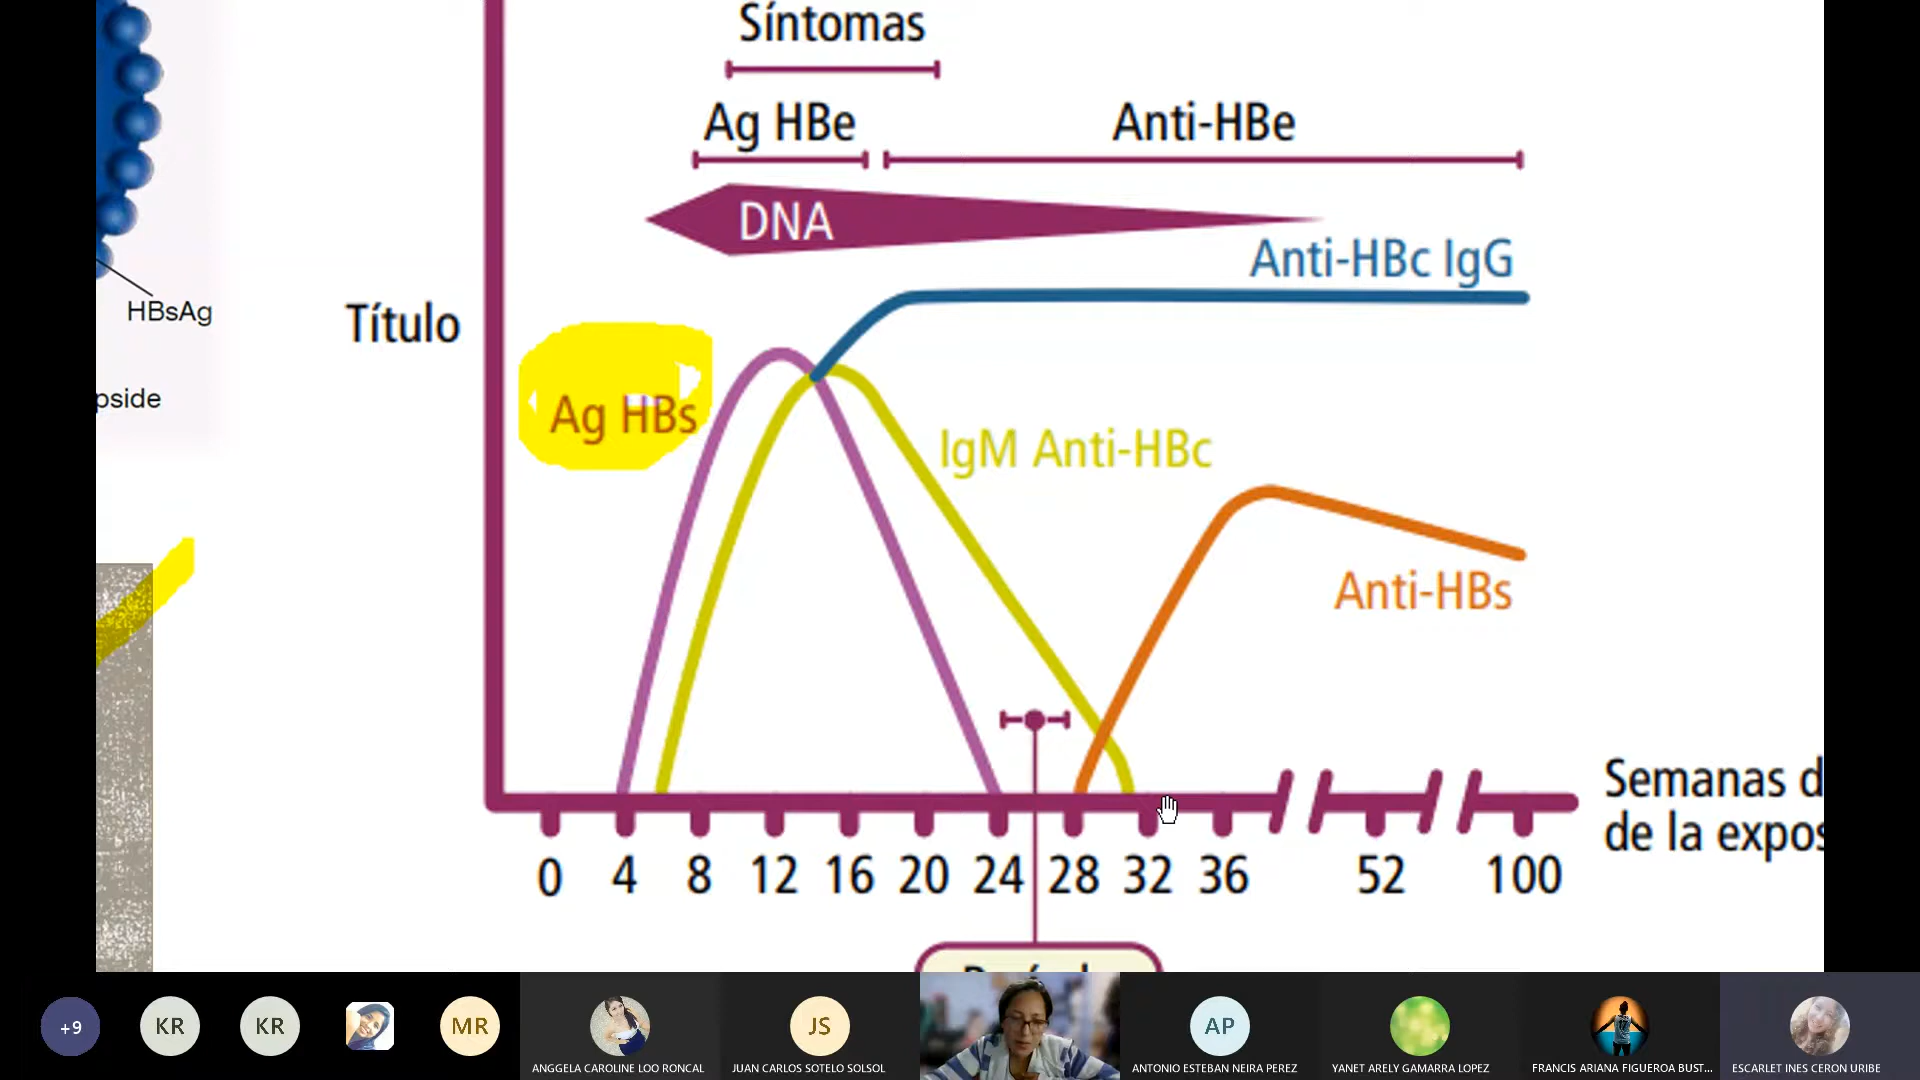 Síntomas
Ag HBe
Anti-HBe
DNA
Anti-HBc IgG
HBsAg
Título
pside
Ag HBs
IgM Anti-HBc
Anti-HBs
Semanas d
de la expos
0 4 8 12 16 20 24 28 32 36 52 100
+9
KR
KR
MR
JS
AP
ANGGELA CAROLINE LOO RONCAL
JUAN CARLOS SOTELO SOLSOL
ANTONIO ESTEBAN NEIRA PEREZ
YANET ARELY GAMARRA LOPEZ
FRANCIS ARIANA FIGUEROA BUST...
ESCARLET INES CERON URIBE